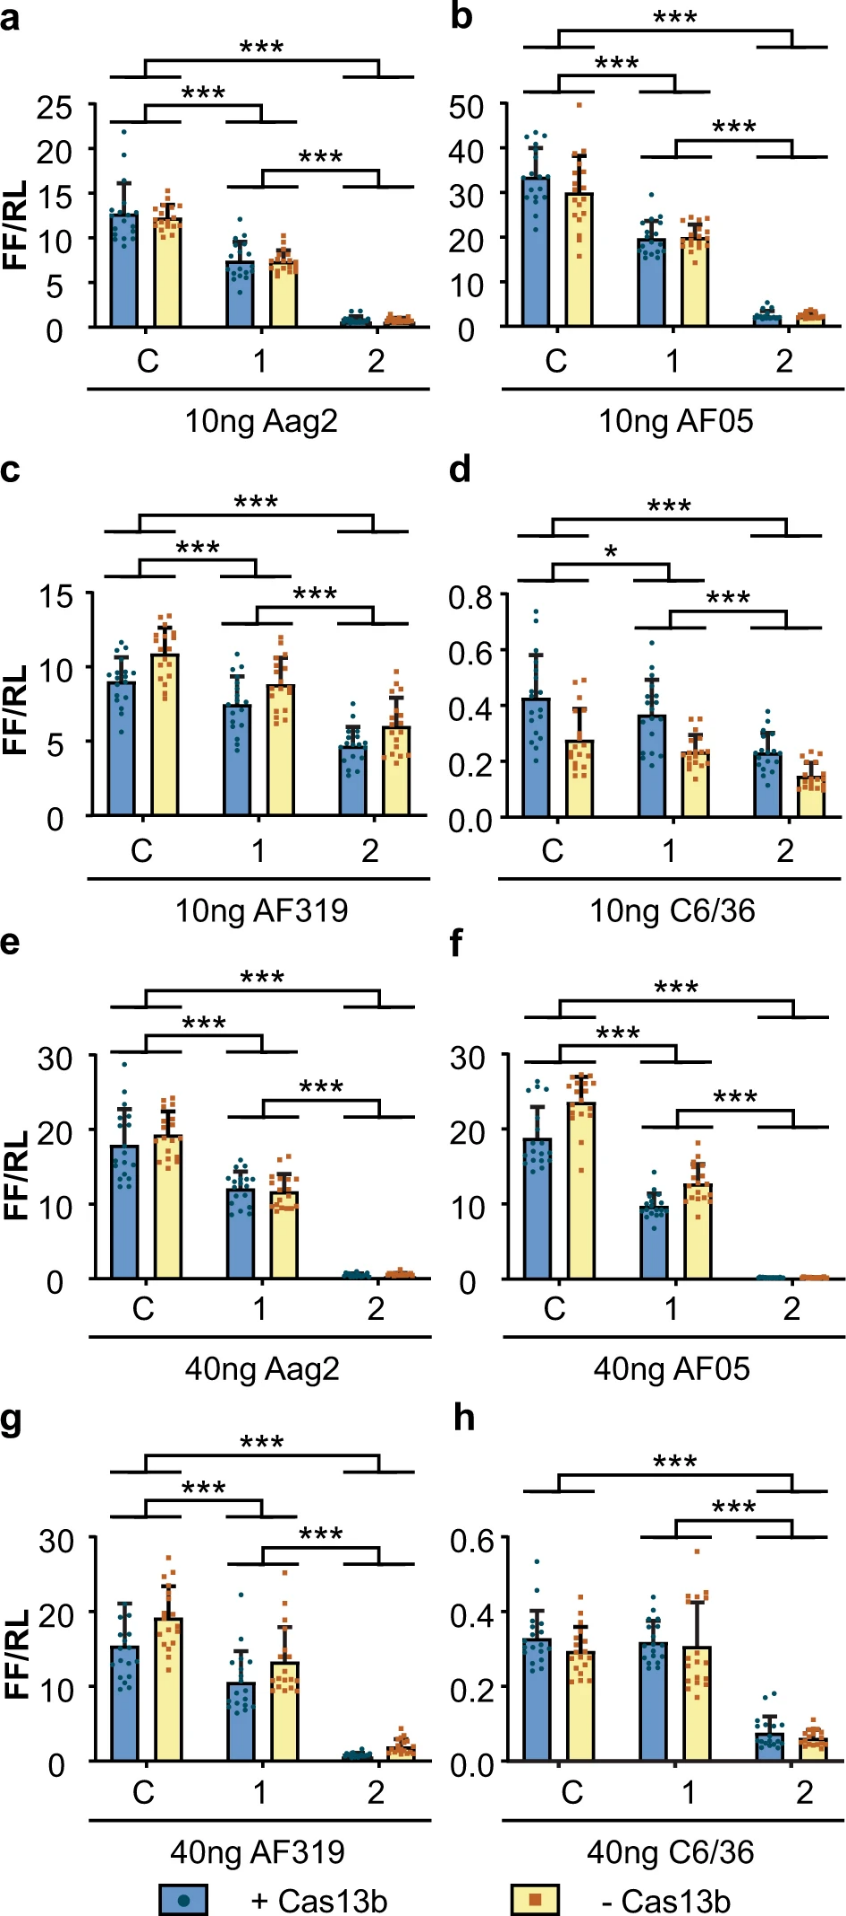 a
***
***
***
25
20
15
10
5
0
FF/RL
C 1 2
10ng Aag2
b
***
***
***
50
40
30
20
10
0
C 1 2
10ng AF05
c
***
***
***
15
10
5
0
FF/RL
C 1 2
10ng AF319
d
***
*
***
0.8
0.6
0.4
0.2
0.0
C 1 2
10ng C6/36
e
***
***
***
30
20
10
0
FF/RL
C 1 2
40ng Aag2
f
***
***
***
30
20
10
0
C 1 2
40ng AF05
g
***
***
***
30
20
10
0
FF/RL
C 1 2
40ng AF319
h
***
***
0.6
0.4
0.2
0.0
C 1 2
40ng C6/36
+ Cas13b
- Cas13b